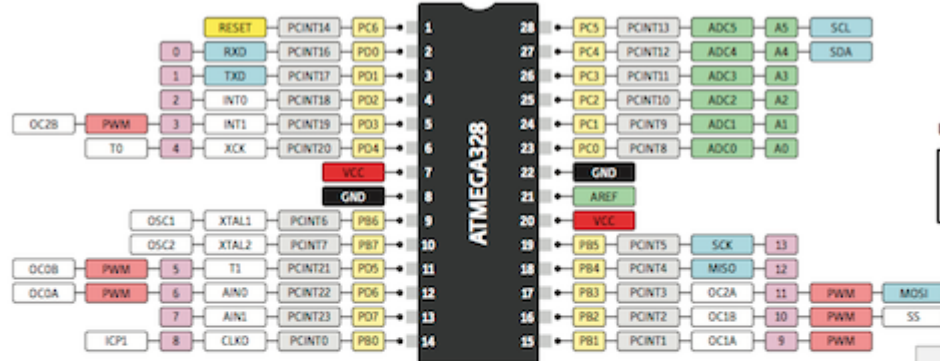 RESET PCINT14 PC6 1 28 PC5 PCINT13 ADC5 A5 SCL
0 RXD PCINT16 PD0 2 27 PC4 PCINT12 ADC4 A4 SDA
1 TXD PCINT17 PD1 3 26 PC3 PCINT11 ADC3 A3
2 INT0 PCINT18 PD2 4 25 PC2 PCINT10 ADC2 A2
OC2B PWM 3 INT1 PCINT19 PD3 5 24 PC1 PCINT9 ADC1 A1
T0 4 XCK PCINT20 PD4 6 23 PC0 PCINT8 ADC0 A0
VCC 7 22 GND
GND 8 21 AREF
OSC1 XTAL1 PCINT6 PB6 9 20 VCC
OSC2 XTAL2 PCINT7 PB7 10 19 PB5 PCINT5 SCK 13
OC0B PWM 5 T1 PCINT21 PD5 11 18 PB4 PCINT4 MISO 12
OC0A PWM 6 AIN0 PCINT22 PD6 12 17 PB3 PCINT3 OC2A 11 PWM MOSI
7 AIN1 PCINT23 PD7 13 16 PB2 PCINT2 OC1B 10 PWM SS
ICP1 8 CLK0 PCINT0 PB0 14 15 PB1 PCINT1 OC1A 9 PWM
ATMEGA328